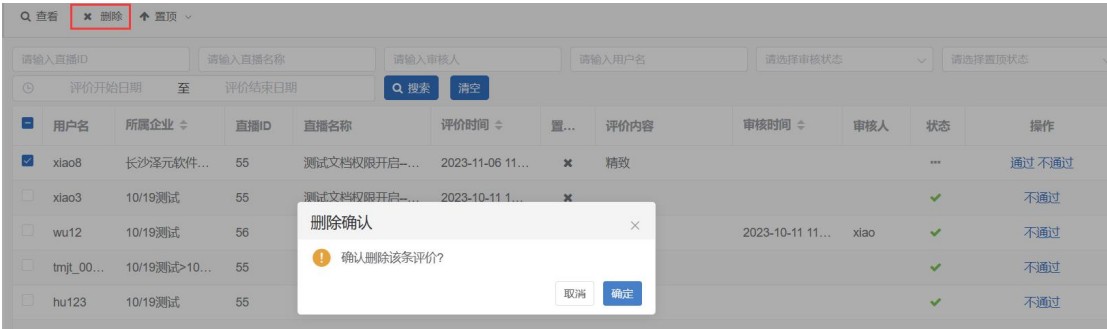 查看 删除 置顶
请输入直播ID 请输入直播名称 请输入审核人 请输入用户名 请选择审核状态 请选择置顶状态
评价开始日期 至 评价结束日期 搜索 清空
用户名 所属企业 直播ID 直播名称 评价时间 置... 评价内容 审核时间 审核人 状态 操作
xiao8 长沙泽元软件... 55 测试文档权限开启--... 2023-11-06 11... 精致 通过 不通过
xiao3 10/19测试 55 测试文档权限开启--... 2023-10-11 1... 不通过
删除确认
wu12 10/19测试 56 2023-10-11 11... xiao 不通过
确认删除该条评价?
tmjt_00... 10/19测试>10... 55 不通过
取消 确定
hu123 10/19测试 55 不通过